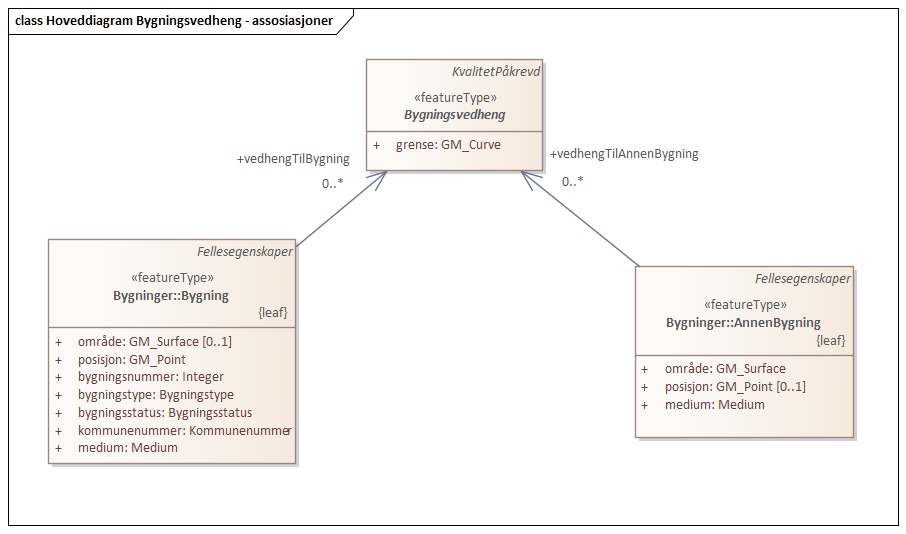 class Hoveddiagram Bygningsvedheng - assosiasjoner
KvalitetPåkrevd
«featureType»
Bygningsvedheng
+ grense: GM_Curve
+vedhengTilBygning
0..*
+vedhengTilAnnenBygning
0..*
Fellesegenskaper
«featureType»
Bygninger::Bygning
{leaf}
+ område: GM_Surface [0..1]
+ posisjon: GM_Point
+ bygningsnummer: Integer
+ bygningstype: Bygningstype
+ bygningsstatus: Bygningsstatus
+ kommunenummer: Kommunenummer
+ medium: Medium
Fellesegenskaper
«featureType»
Bygninger::AnnenBygning
{leaf}
+ område: GM_Surface
+ posisjon: GM_Point [0..1]
+ medium: Medium